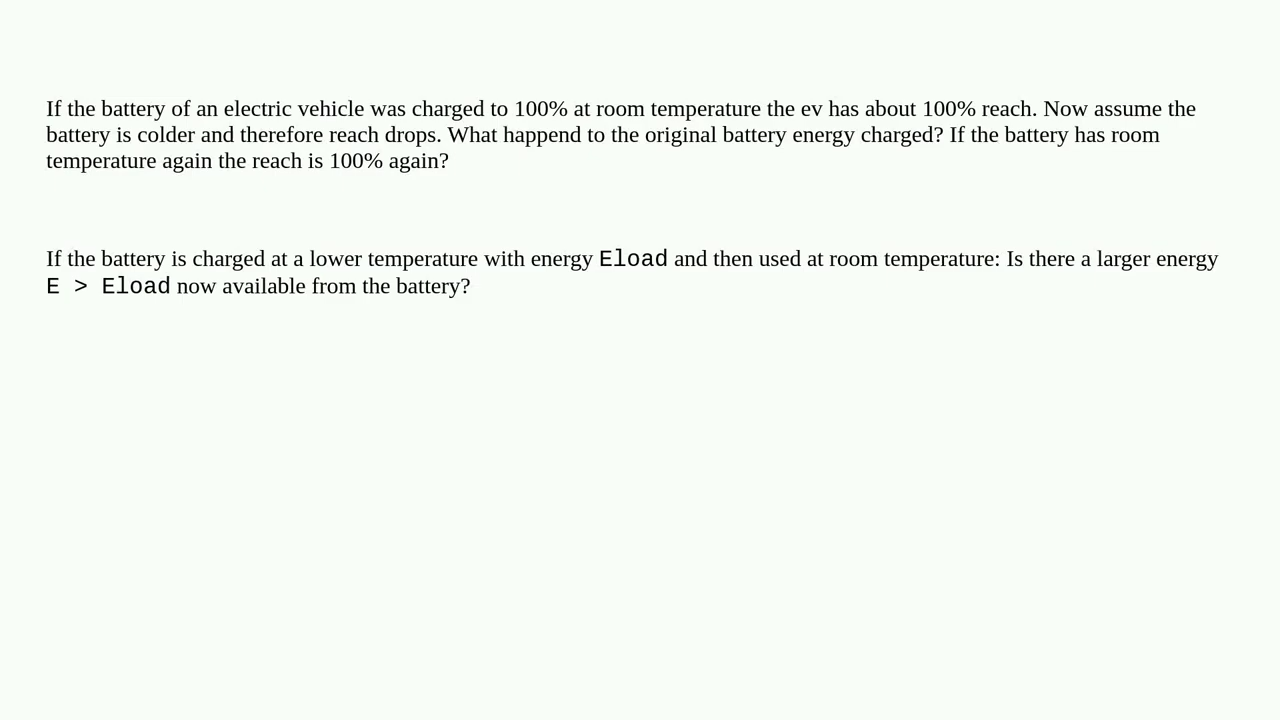 If the battery of an electric vehicle was charged to 100% at room temperature the ev has about 100% reach. Now assume the
battery is colder and therefore reach drops. What happend to the original battery energy charged? If the battery has room
temperature again the reach is 100% again?
If the battery is charged at a lower temperature with energy Eload and then used at room temperature: Is there a larger energy
E > Eload now available from the battery?